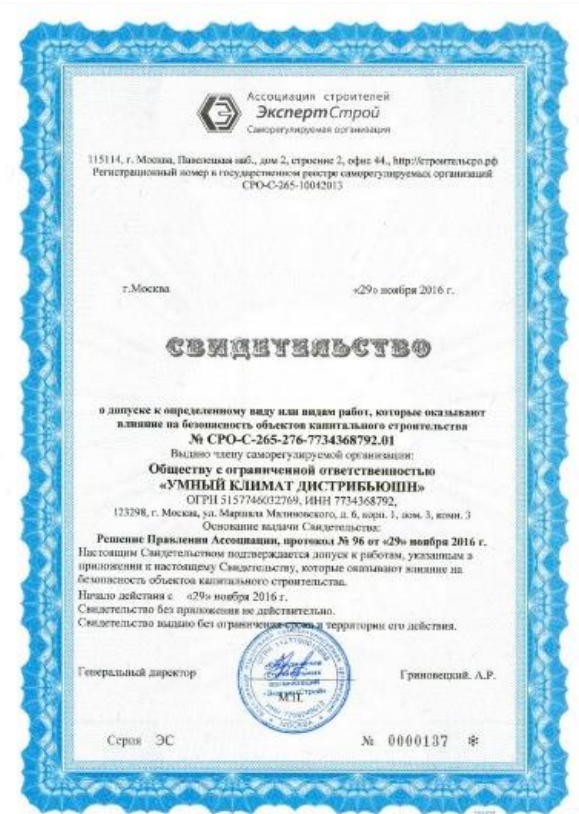 Ассоциация строителей
ЭкспертСтрой
Саморегулируемая организация
115114, г. Москва, Павелецкая наб., дом 2, строение 2, офис 44., http://строительсро.рф
Регистрационный номер в государственном реестре саморегулируемых организаций
СРО-С-265-10042013
г.Москва «29» ноября 2016 г.
СВИДЕТЕЛЬСТВО
о допуске к определенному виду или видам работ, которые оказывают
влияние на безопасность объектов капитального строительства
№ СРО-С-265-276-7734368792.01
Выдано члену саморегулируемой организации:
Обществу с ограниченной ответственностью
«УМНЫЙ КЛИМАТ ДИСТРИБЬЮШН»
ОГРН 5157746032769, ИНН 7734368792,
123298, г. Москва, ул. Маршала Малиновского, д. 6, корп. 1, пом. 3, комн. 3
Основание выдачи Свидетельства:
Решение Правления Ассоциации, протокол № 96 от «29» ноября 2016 г.
Настоящим Свидетельством подтверждается допуск к работам, указанным в
приложении к настоящему Свидетельству, которые оказывают влияние на
безопасность объектов капитального строительства.
Начало действия с «29» ноября 2016 г.
Свидетельство без приложения не действительно.
Свидетельство выдано без ограничения срока и территории его действия.
Генеральный директор М.П. Гриновецкий. А.Р.
Серия ЭС № 0000137 *